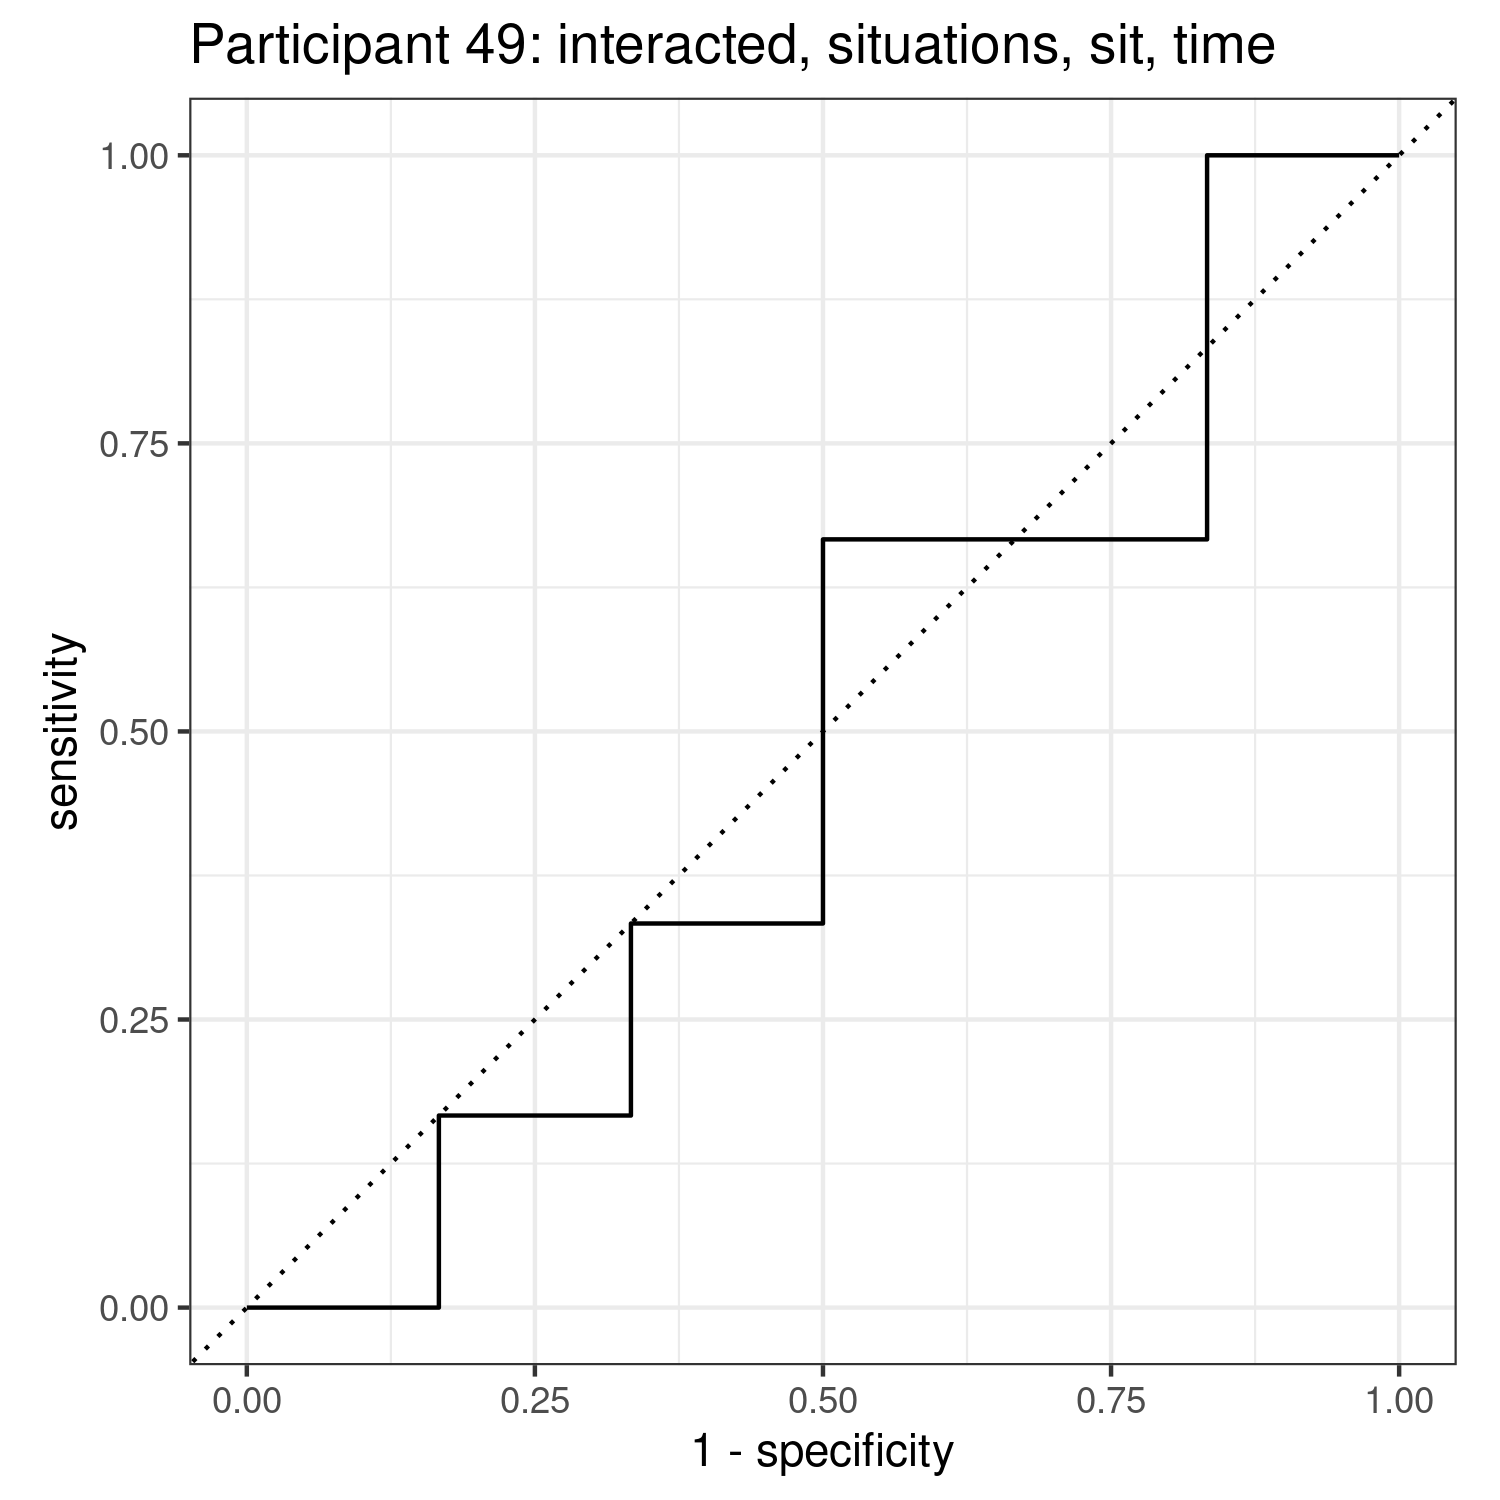 Participant 49: interacted, situations, sit, time
1.00
0.75
0.50
0.25
0.00
sensitivity
0.00 0.25 0.50 0.75 1.00
1 - specificity